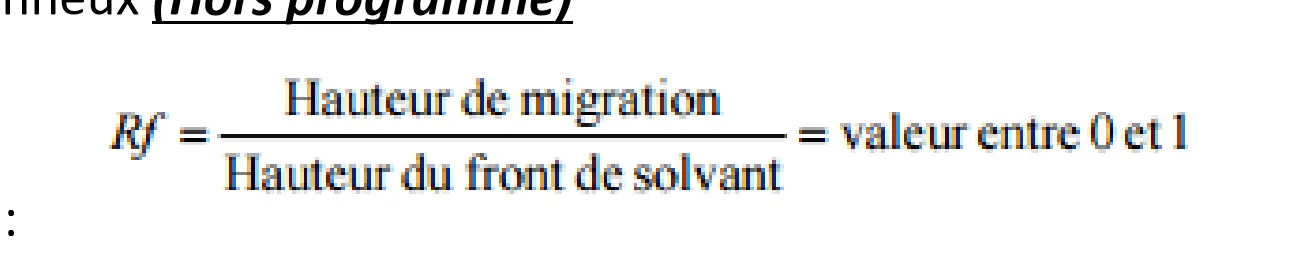 (Hors programme)
Rf = Hauteur de migration / Hauteur du front de solvant = valeur entre 0 et 1
: